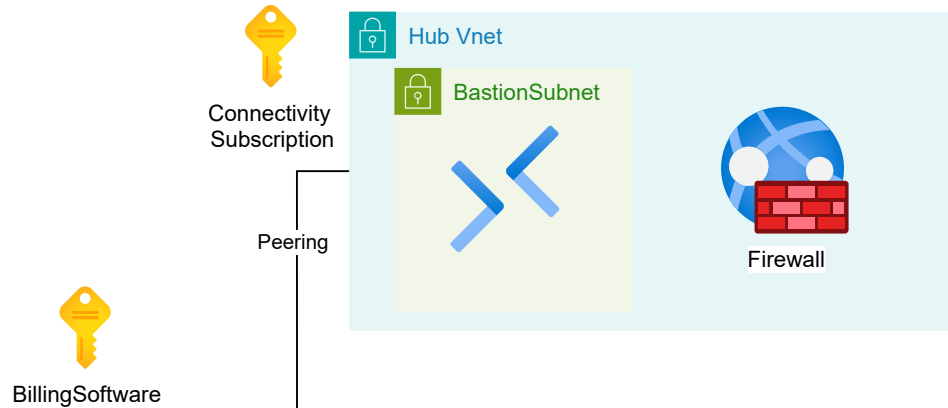 Hub Vnet
BastionSubnet
Connectivity
Subscription
Peering
Firewall
BillingSoftware